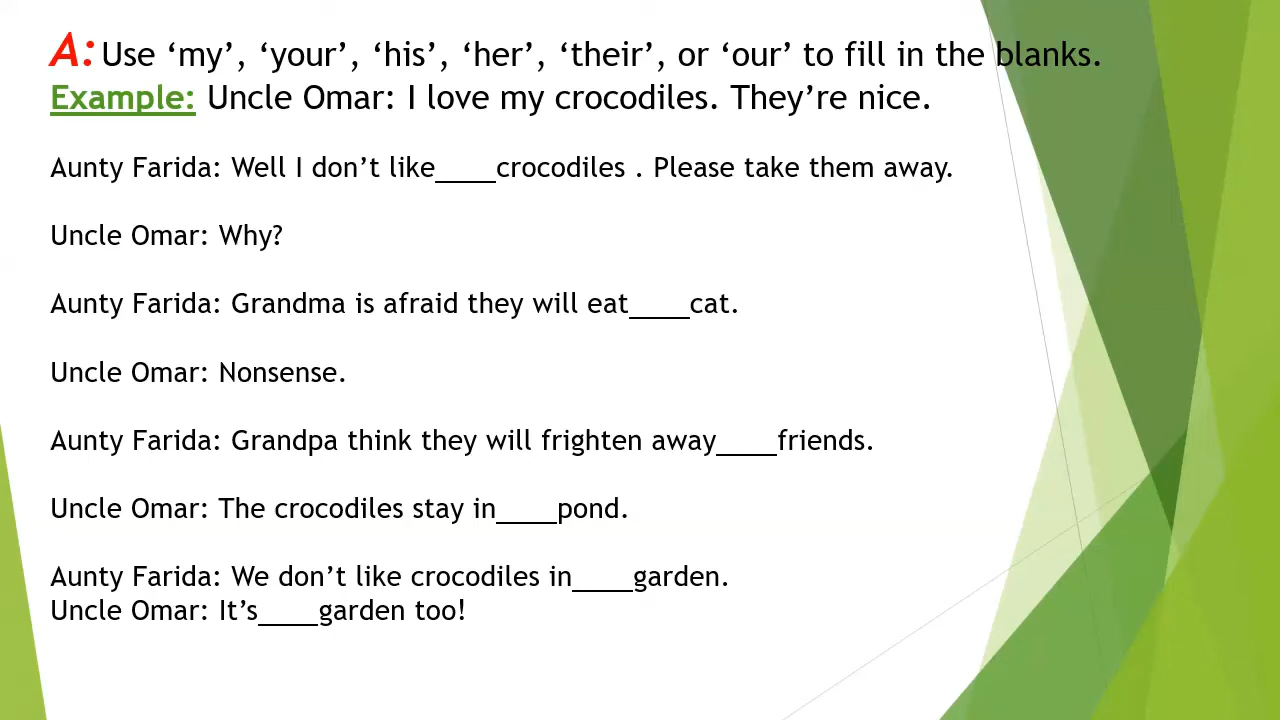 A: Use ‘my’, ‘your’, ‘his’, ‘her’, ‘their’, or ‘our’ to fill in the blanks.
Example: Uncle Omar: I love my crocodiles. They’re nice.
Aunty Farida: Well I don’t like____crocodiles . Please take them away.
Uncle Omar: Why?
Aunty Farida: Grandma is afraid they will eat____cat.
Uncle Omar: Nonsense.
Aunty Farida: Grandpa think they will frighten away____friends.
Uncle Omar: The crocodiles stay in____pond.
Aunty Farida: We don’t like crocodiles in____garden.
Uncle Omar: It’s____garden too!